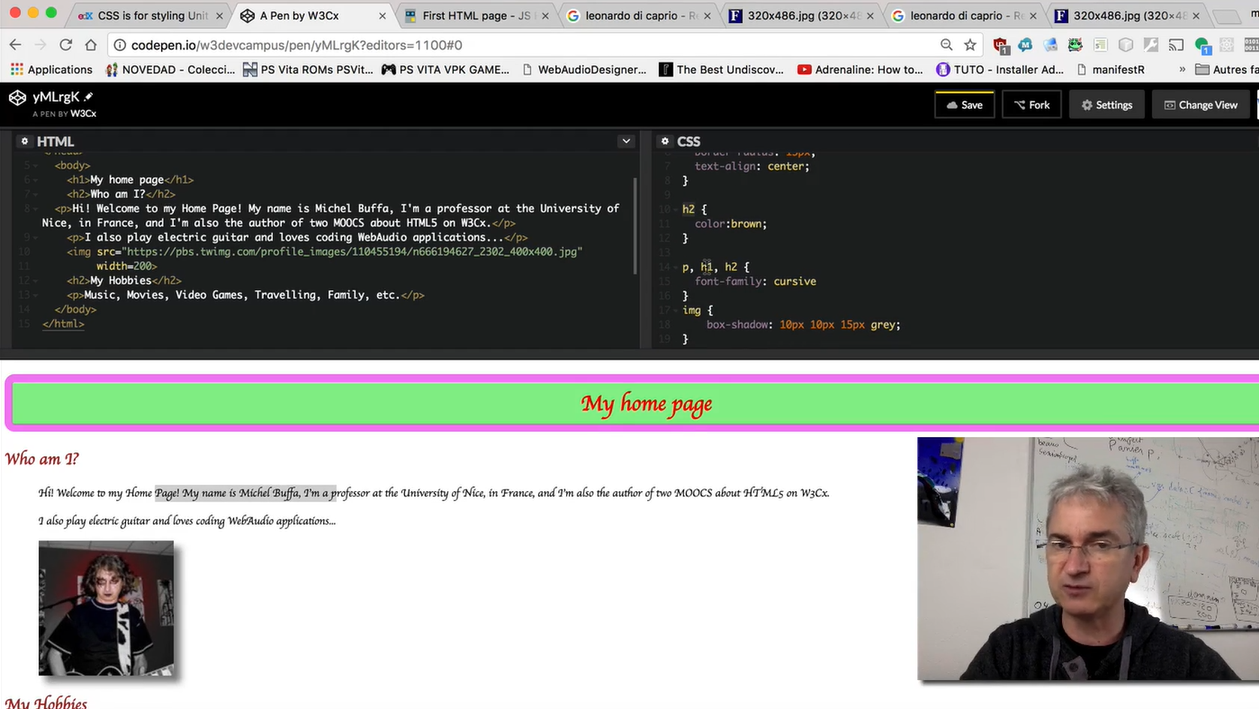 CSS is for styling Unit
A Pen by W3Cx
First HTML page - JS
leonardo di caprio - Re
320x486.jpg (320×48
leonardo di caprio - Re
320x486.jpg (320×48
codepen.io/w3devcampus/pen/yMLrgK?editors=1100#0
Applications
NOVEDAD - Colecci...
PS Vita ROMs PSVit...
PS VITA VPK GAME...
WebAudioDesigner...
The Best Undiscov...
Adrenaline: How to...
TUTO - Installer Ad...
manifestR
»
Autres fa
yMLrgK
A PEN BY W3Cx
Save
Fork
Settings
Change View
HTML
5 <body>
6 <h1>My home page</h1>
7 <h2>Who am I?</h2>
8 <p>Hi! Welcome to my Home Page! My name is Michel Buffa, I'm a professor at the University of
Nice, in France, and I'm also the author of two MOOCS about HTML5 on W3Cx.</p>
9 <p>I also play electric guitar and loves coding WebAudio applications...</p>
10 <img src="https://pbs.twimg.com/profile_images/110455194/n666194627_2302_400x400.jpg"
11 width=200>
12 <h2>My Hobbies</h2>
13 <p>Music, Movies, Video Games, Travelling, Family, etc.</p>
14 </body>
15 </html>
CSS
6 border-radius: 15px;
7 text-align: center;
8 }
9
10 h2 {
11 color:brown;
12 }
13
14 p, h1, h2 {
15 font-family: cursive
16 }
17 img {
18 box-shadow: 10px 10px 15px grey;
19 }
My home page
Who am I?
Hi! Welcome to my Home Page! My name is Michel Buffa, I'm a professor at the University of Nice, in France, and I'm also the author of two MOOCS about HTML5 on W3Cx.
I also play electric guitar and loves coding WebAudio applications...
My Hobbies